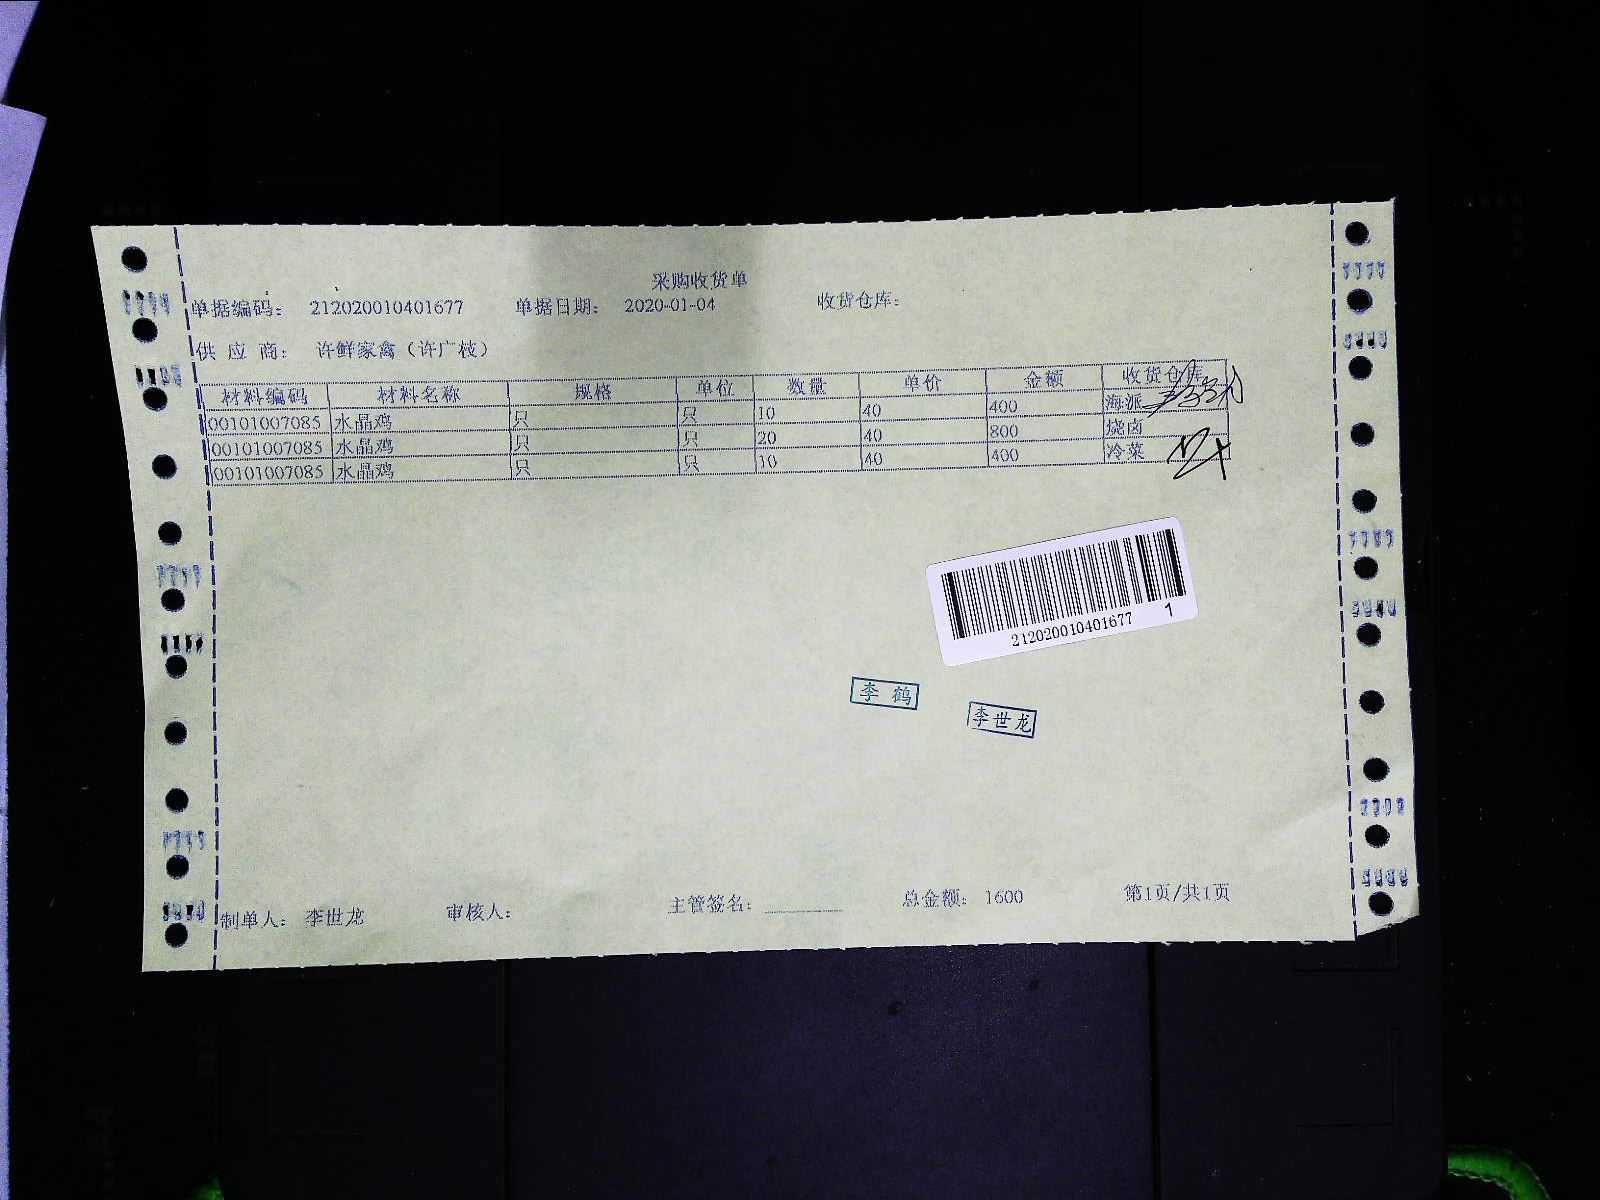 采购收货单
单据编码： 212020010401677 单据日期： 2020-01-04 收货仓库：
供 应 商： 许鲜家禽（许广枝）
材料编码 材料名称 规格 单位 数量 单价 金额 收货仓库
00101007085 水晶鸡 只 只 10 40 400 海派
00101007085 水晶鸡 只 只 20 40 800 烧卤
00101007085 水晶鸡 只 只 10 40 400 冷菜
212020010401677 1
李鹤
李世龙
制单人： 李世龙 审核人： 主管签名： 总金额： 1600 第1页/共1页